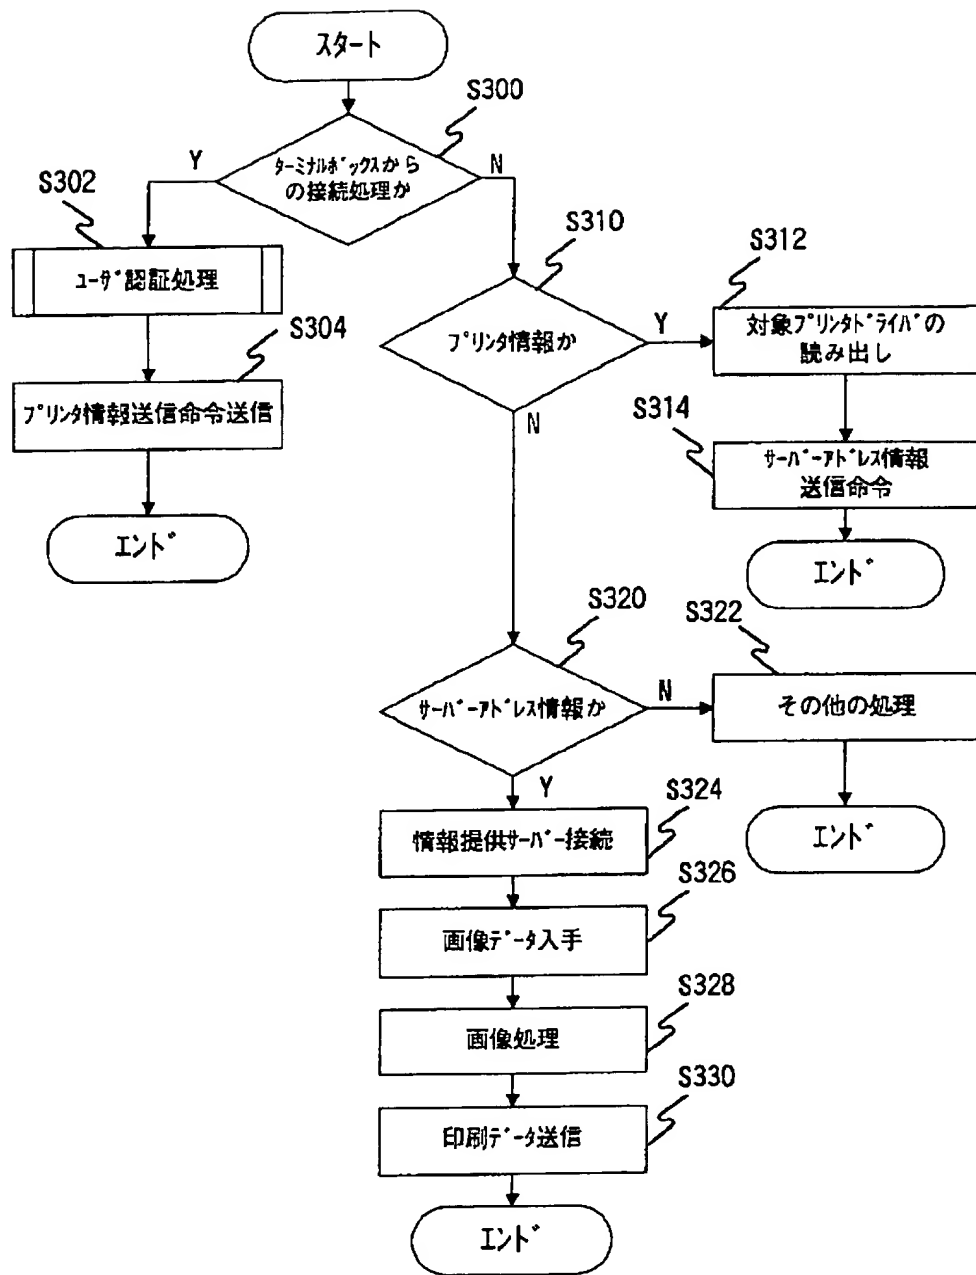 スタート
S300
ﾀｰﾐﾅﾙﾎﾞｯｸｽから
の接続処理か
Y
N
S302
ﾕｰｻﾞ認証処理
S304
ﾌﾟﾘﾝﾀ情報送信命令送信
ｴﾝﾄﾞ
S310
ﾌﾟﾘﾝﾀ情報か
Y
N
S312
対象ﾌﾟﾘﾝﾀﾄﾞﾗｲﾊﾞの
読み出し
S314
ｻｰﾊﾞｰｱﾄﾞﾚｽ情報
送信命令
ｴﾝﾄﾞ
S320
ｻｰﾊﾞｰｱﾄﾞﾚｽ情報か
N
Y
S322
その他の処理
ｴﾝﾄﾞ
S324
情報提供ｻｰﾊﾞｰ接続
S326
画像ﾃﾞｰﾀ入手
S328
画像処理
S330
印刷ﾃﾞｰﾀ送信
ｴﾝﾄﾞ